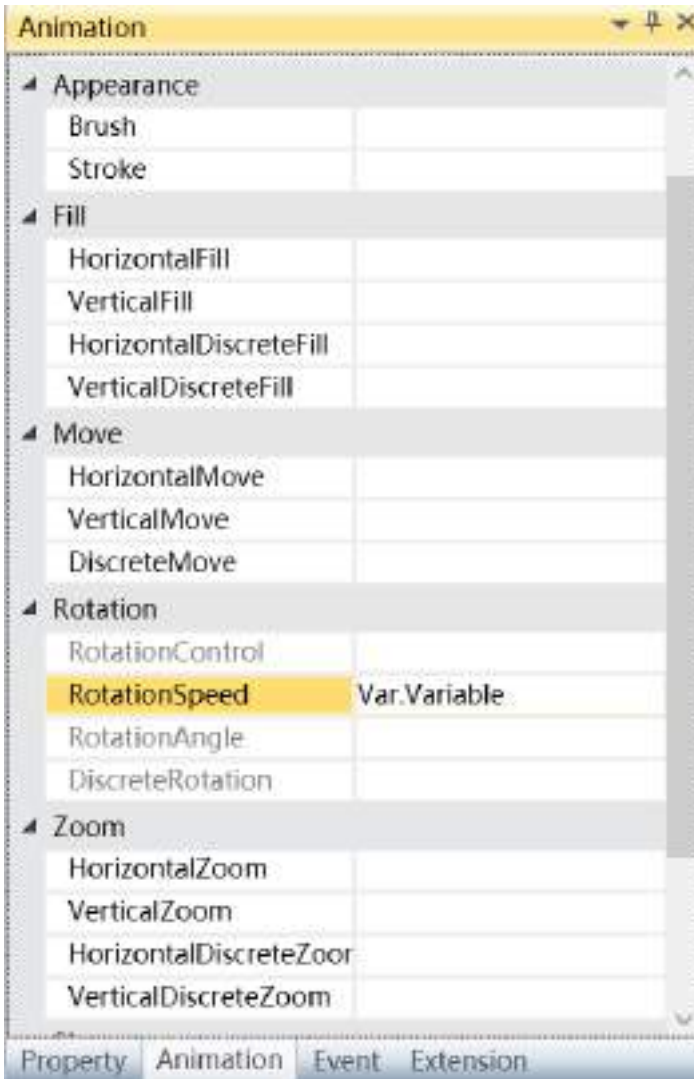 Animation
Appearance
Brush
Stroke
Fill
HorizontalFill
VerticalFill
HorizontalDiscreteFill
VerticalDiscreteFill
Move
HorizontalMove
VerticalMove
DiscreteMove
Rotation
RotationControl
RotationSpeed Var.Variable
RotationAngle
DiscreteRotation
Zoom
HorizontalZoom
VerticalZoom
HorizontalDiscreteZoor
VerticalDiscreteZoom
Property Animation Event Extension